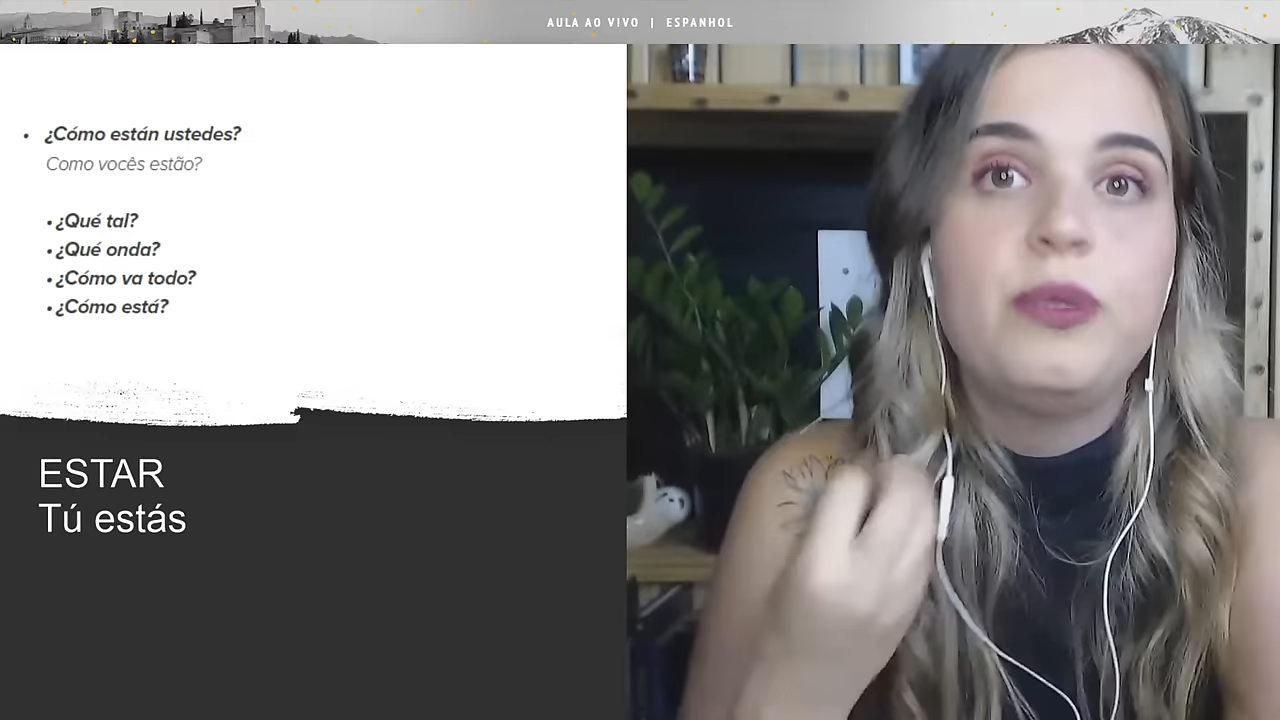 AULA AO VIVO | ESPANHOL
• ¿Cómo están ustedes?
Como vocês estão?
• ¿Qué tal?
• ¿Qué onda?
• ¿Cómo va todo?
• ¿Cómo está?
ESTAR
Tú estás